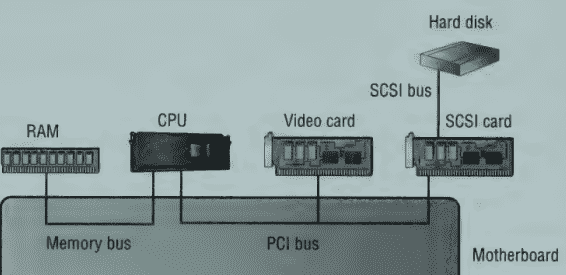 Hard disk
SCSI bus
RAM
CPU
Video card
SCSI card
Memory bus
PCI bus
Motherboard